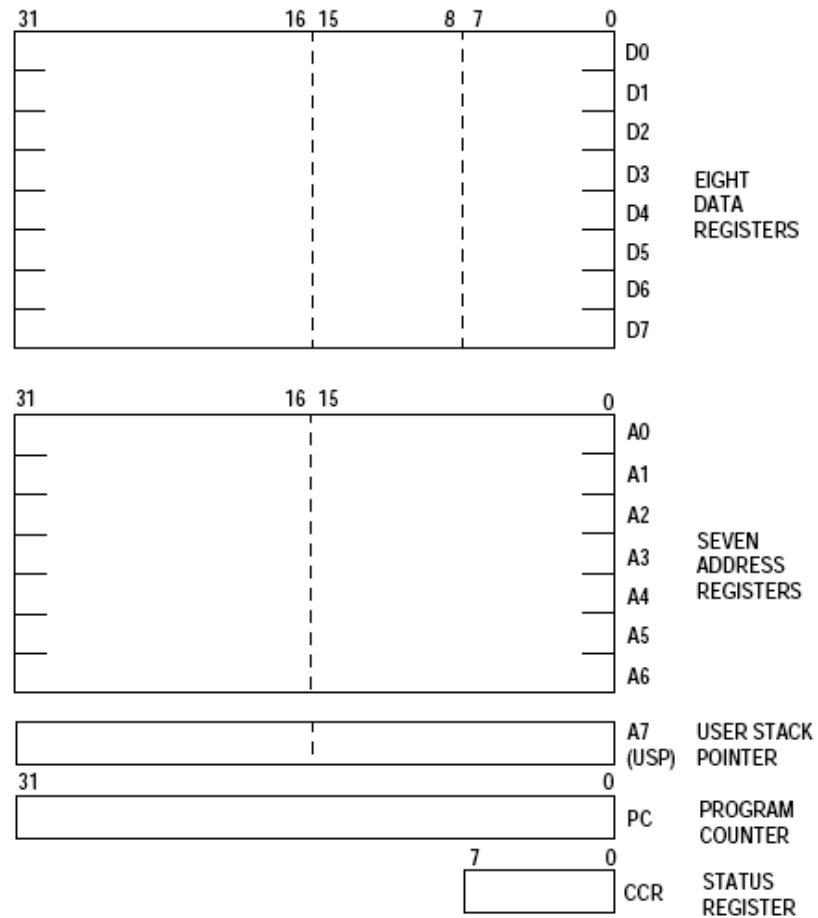 31 16 15 8 7 0
D0
D1
D2
D3
D4
D5
D6
D7
EIGHT
DATA
REGISTERS
31 16 15 0
A0
A1
A2
A3
A4
A5
A6
SEVEN
ADDRESS
REGISTERS
A7
(USP)
USER STACK
POINTER
31 0
PC
PROGRAM
COUNTER
7 0
CCR
STATUS
REGISTER